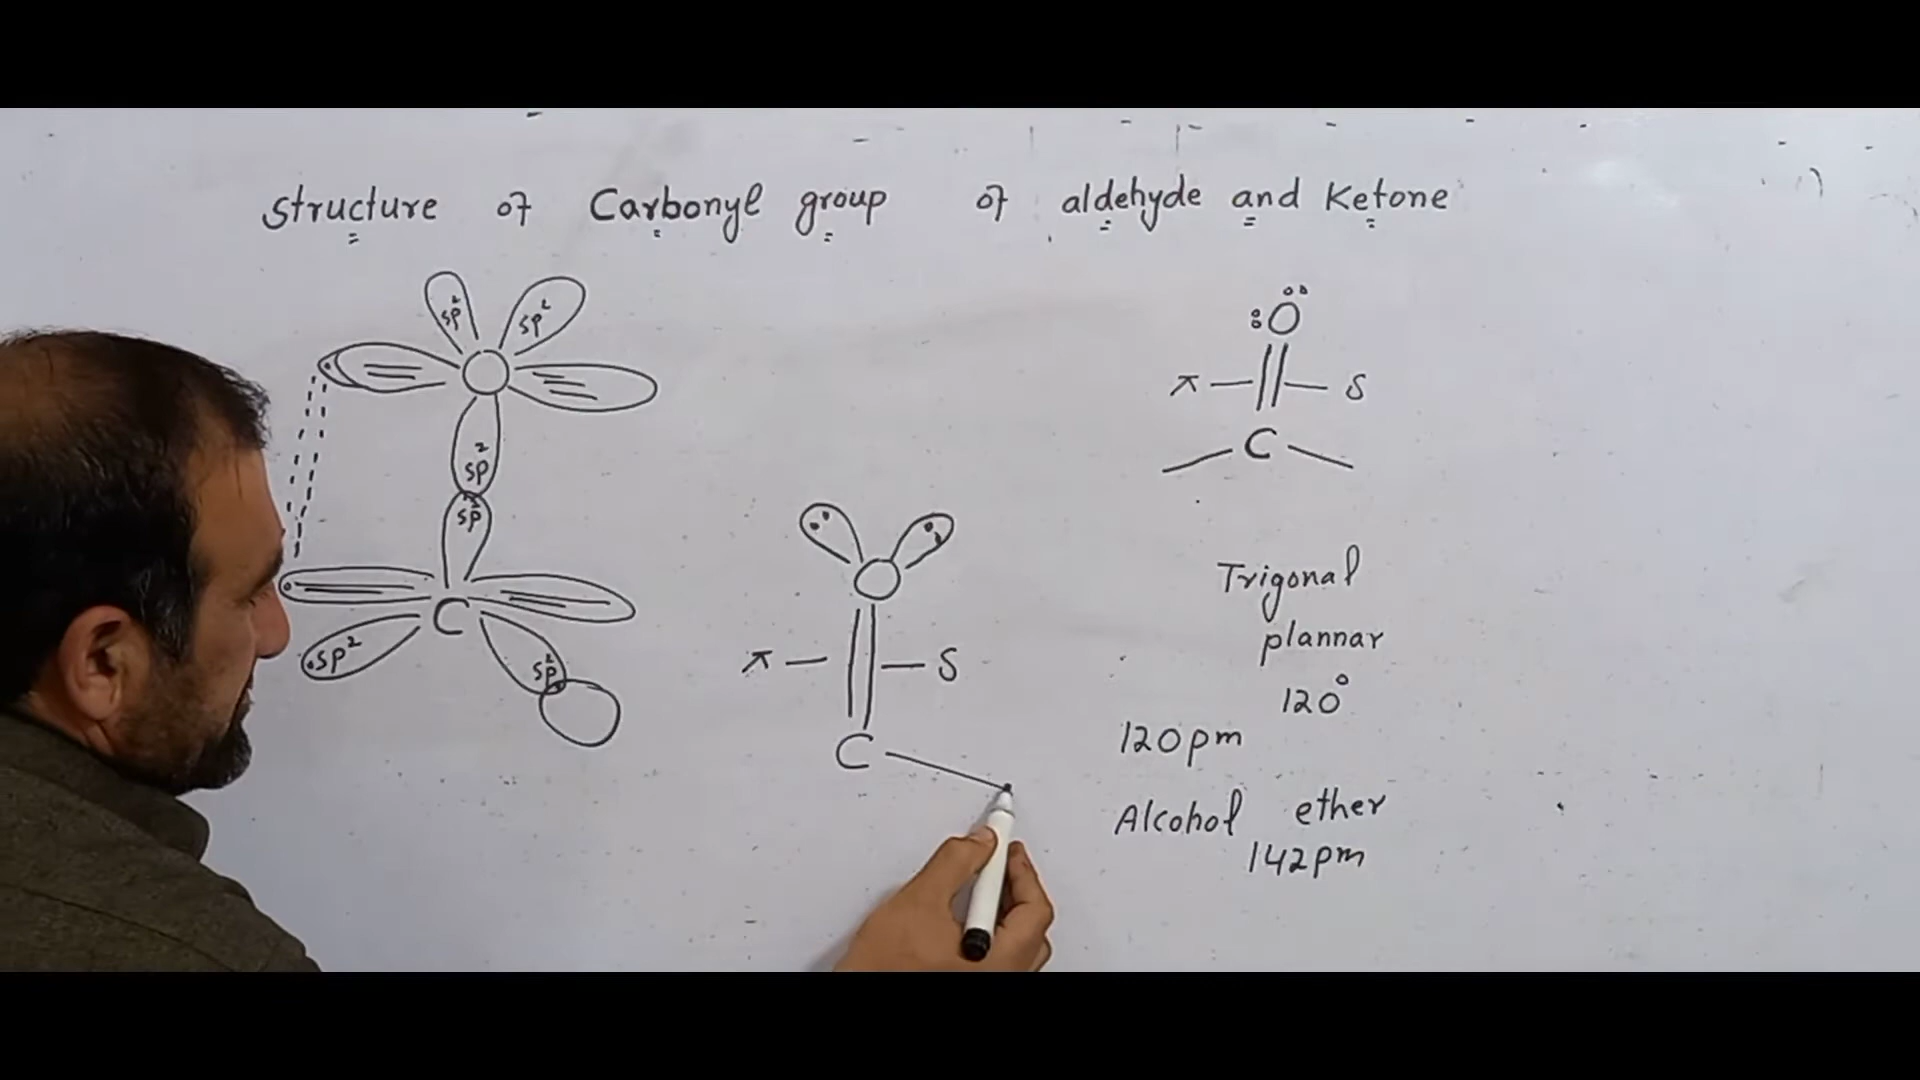 structure of Carbonyl group of aldehyde and Ketone
sp² sp²
sp²
sp²
C
sp² sp²
π S
C
:O:
π S
C
Trigonal
plannar
120°
120pm
Alcohol ether
142pm